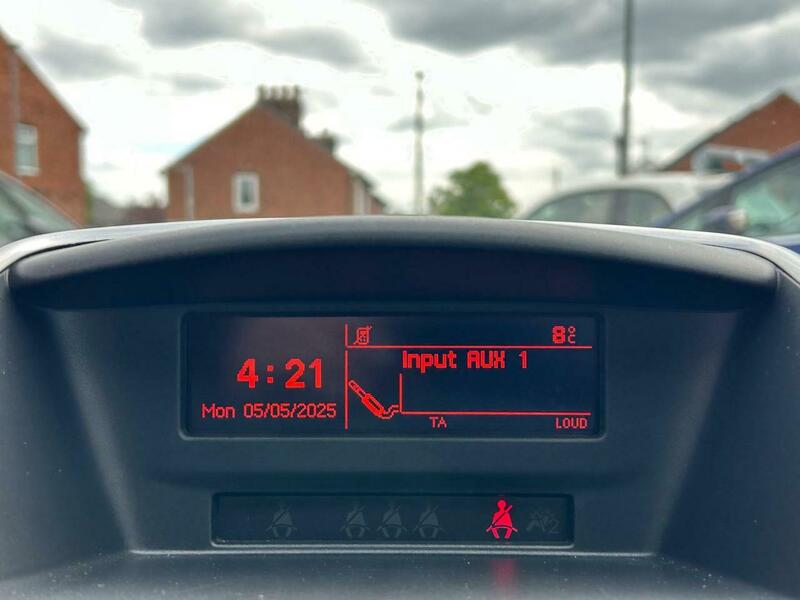 8°C
Input AUX 1
4:21
Mon 05/05/2025
TA
LOUD